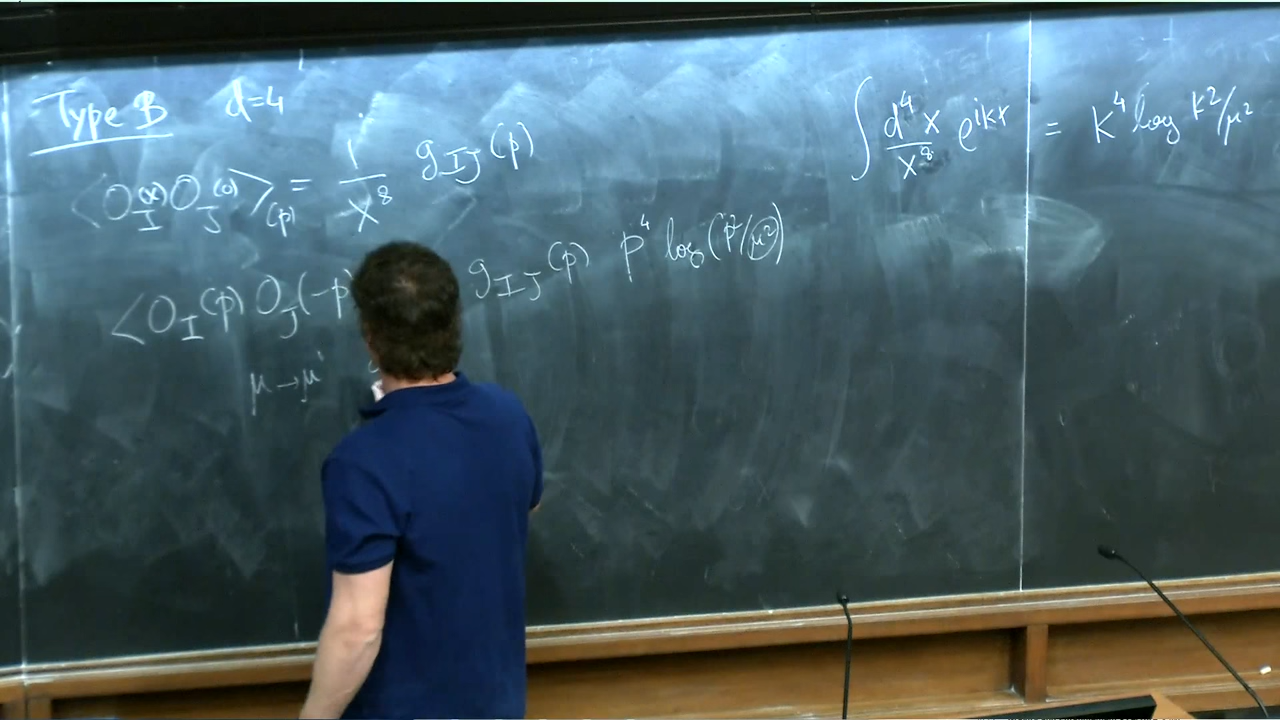 Type B d=4
⟨O_I(x) O_J(0)⟩_(p) = 1/x^8 g_IJ(p)
∫ d^4x/x^8 e^{ikx} = k^4 log k^2/μ^2
⟨O_I(p) O_J(-p) g_IJ(p) p^4 log(p^2/μ^2)
μ → μ'